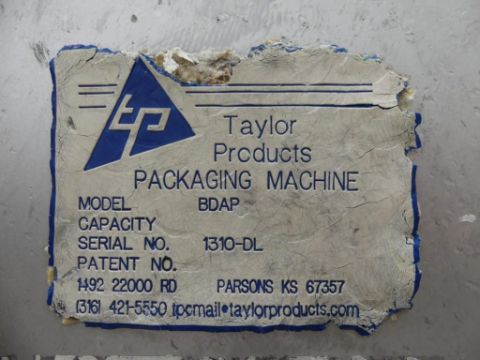 tp
Taylor
Products
PACKAGING MACHINE
MODEL BDAP
CAPACITY
SERIAL NO. 1310-DL
PATENT NO.
1492 22000 RD PARSONS KS 67357
(316) 421-5550 tpcmail•taylorproducts.com